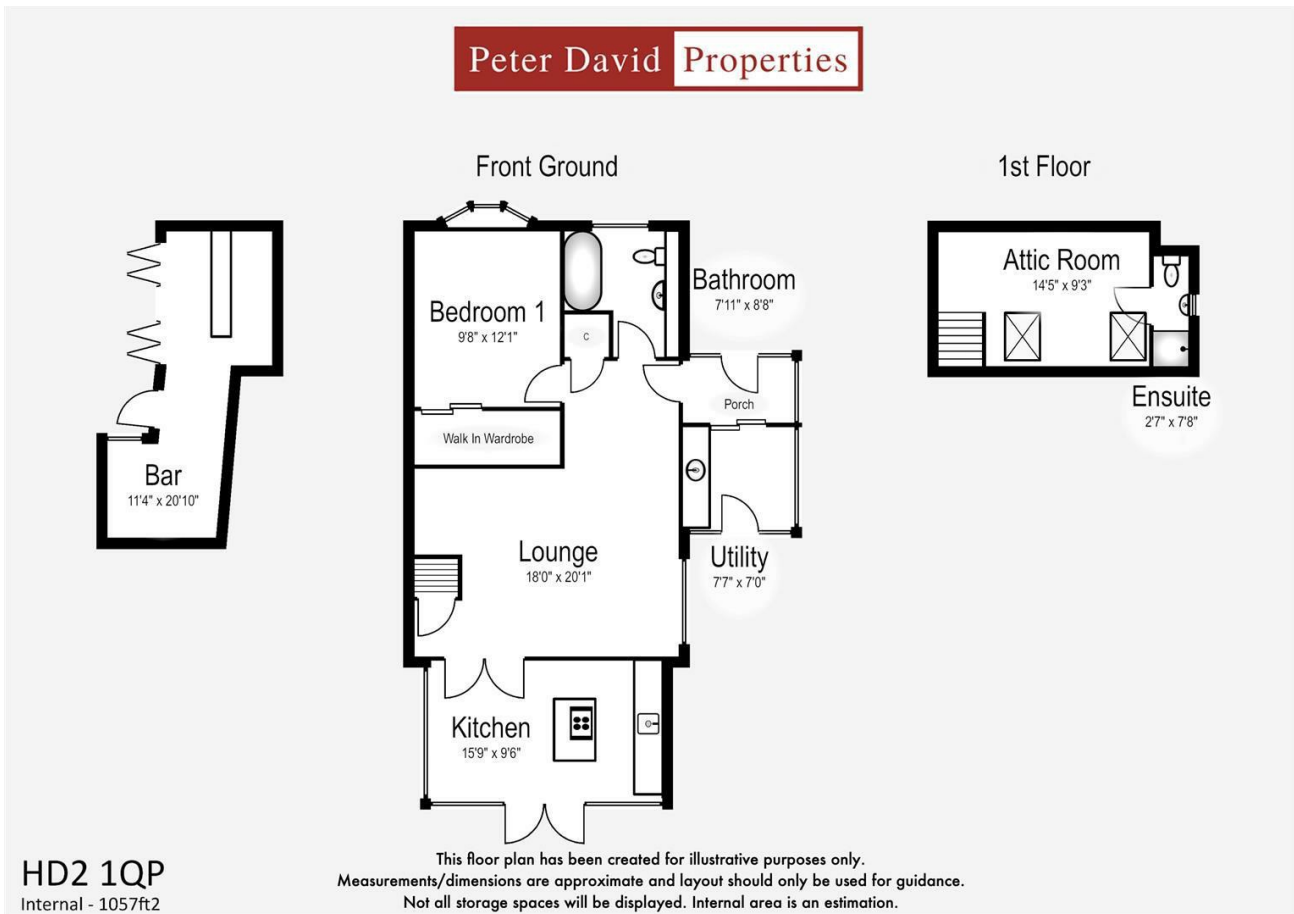 Peter David Properties
Front Ground
1st Floor
Attic Room
14'5" x 9'3"
Bathroom
7'11" x 8'8"
Bedroom 1
9'8" x 12'1"
C
Ensuite
2'7" x 7'8"
Porch
Walk In Wardrobe
Bar
11'4" x 20'10"
Lounge
18'0" x 20'1"
Utility
7'7" x 7'0"
Kitchen
15'9" x 9'6"
HD2 1QP
Internal - 1057ft2
This floor plan has been created for illustrative purposes only.
Measurements/dimensions are approximate and layout should only be used for guidance.
Not all storage spaces will be displayed. Internal area is an estimation.